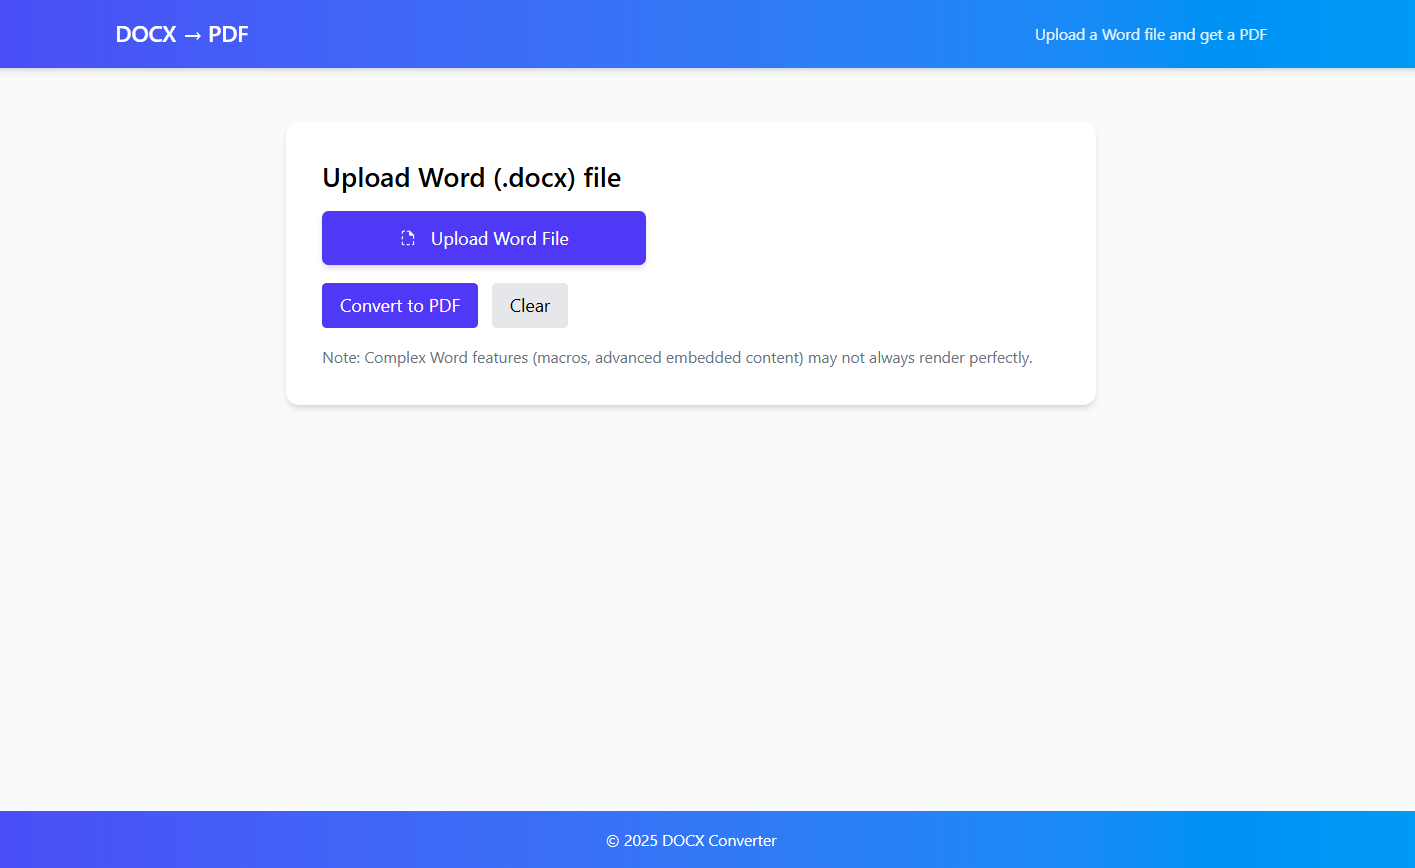 DOCX → PDF
Upload a Word file and get a PDF
Upload Word (.docx) file
Upload Word File
Convert to PDF
Clear
Note: Complex Word features (macros, advanced embedded content) may not always render perfectly.
© 2025 DOCX Converter